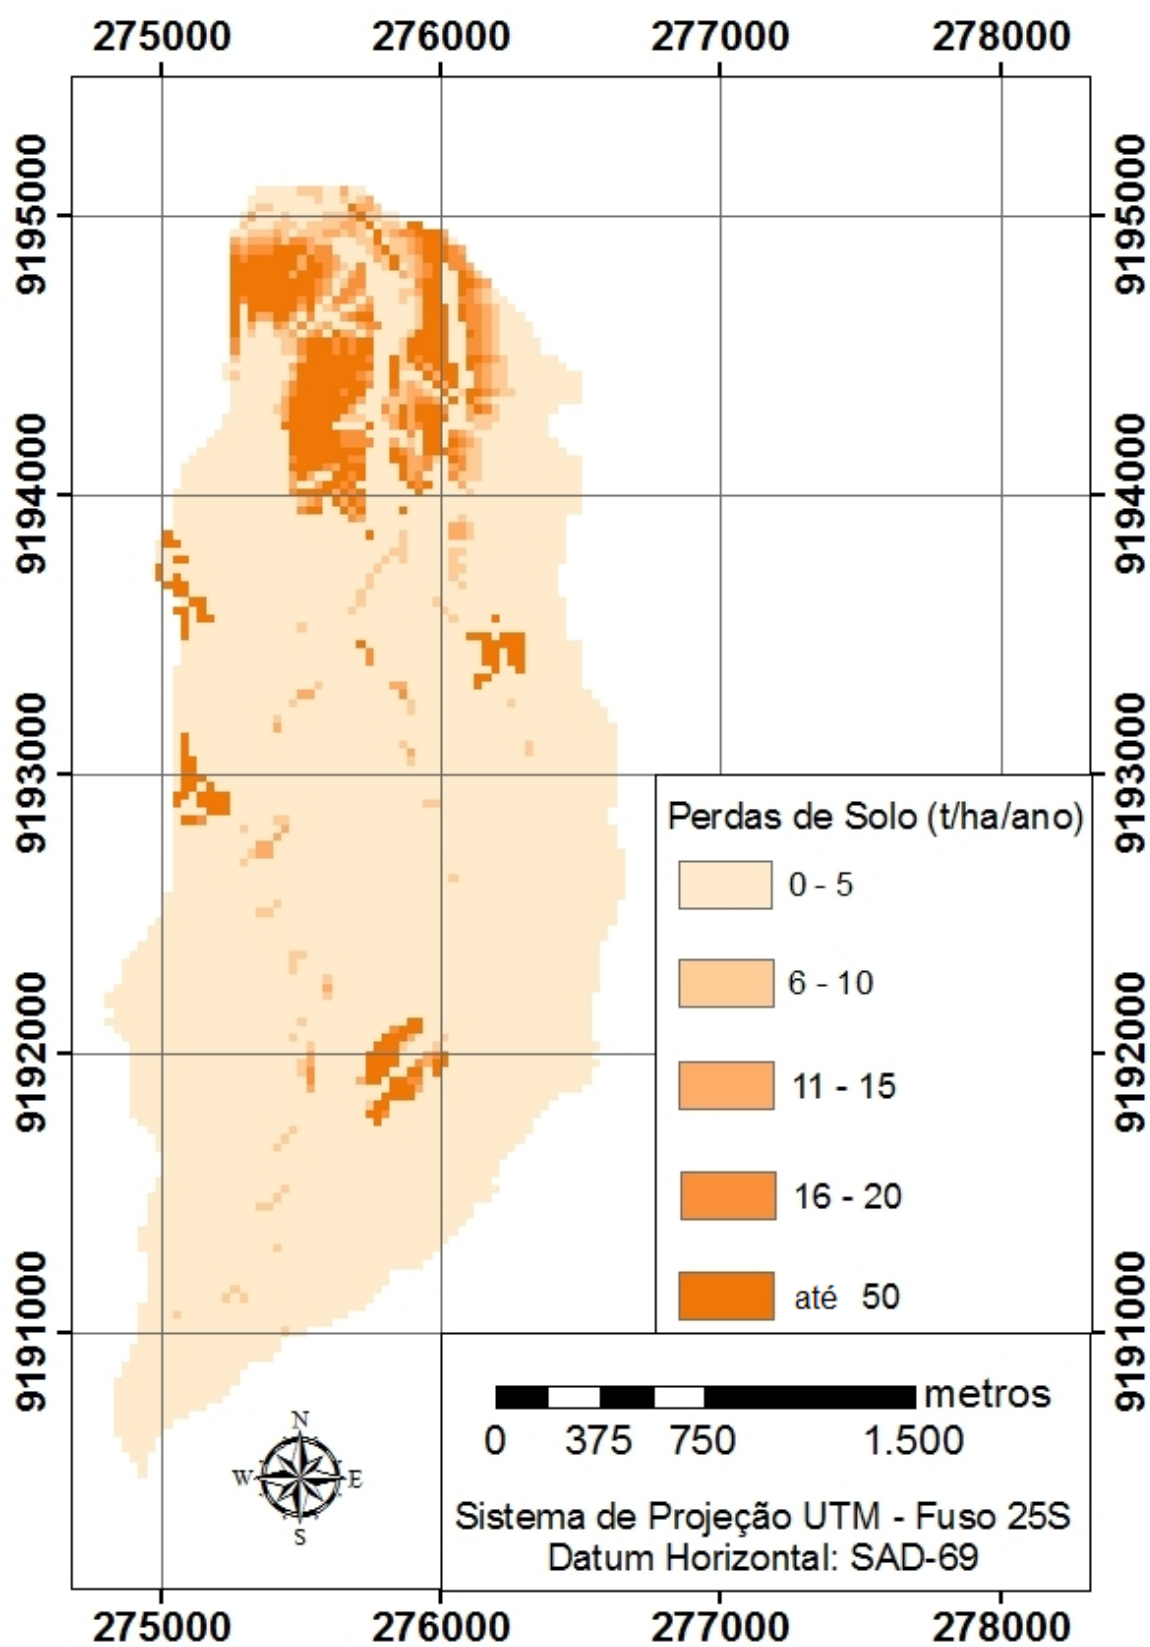 275000 276000 277000 278000
9195000 9195000
9194000 9194000
9193000 9193000
Perdas de Solo (t/ha/ano)
0 - 5
6 - 10
9192000 9192000
11 - 15
16 - 20
até 50
9191000 9191000
metros
0 375 750 1.500
N
W E
S
Sistema de Projeção UTM - Fuso 25S
Datum Horizontal: SAD-69
275000 276000 277000 278000